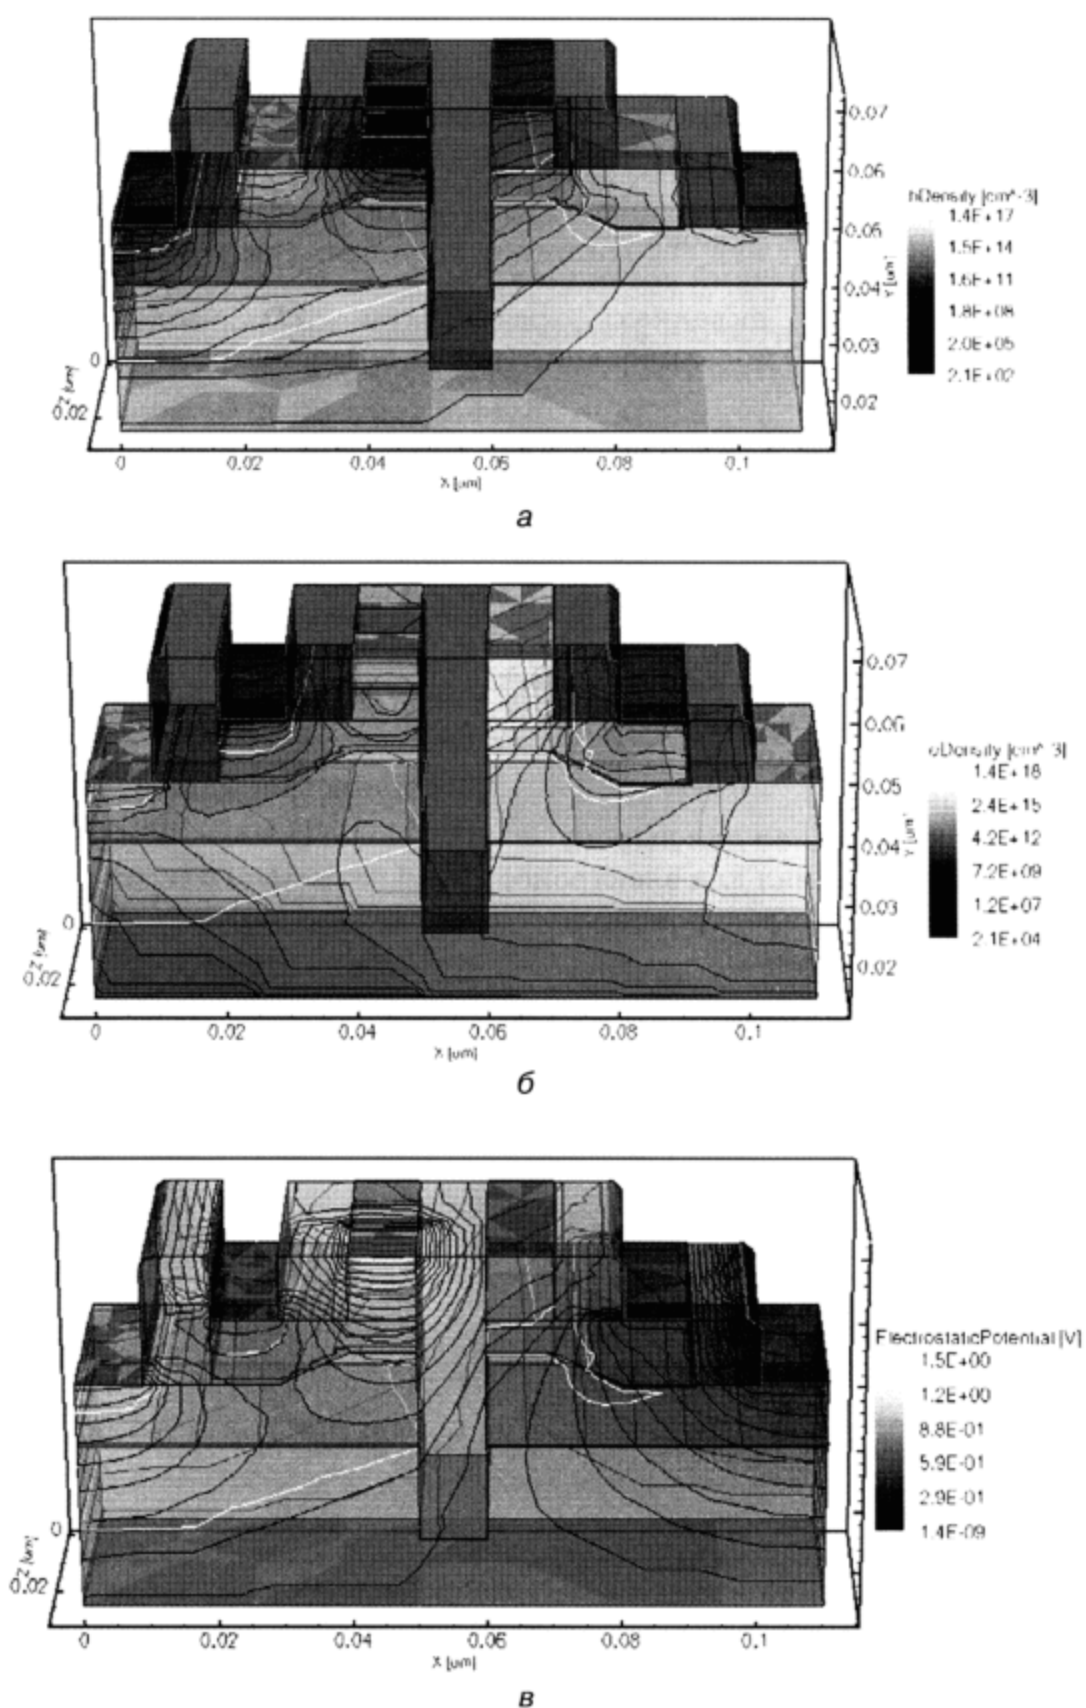 0.07
0.06
hDensity [cm^-3]
1.4E+17
0.05
1.5E+14
1.6E+11
0.04
Y [um]
1.8E+08
0.03
2.0E+05
0
2.1E+02
Z [um]
0.02
0.02
0
0.02
0.04
0.06
0.08
0.1
X [um]
а
0.07
0.06
eDensity [cm^-3]
1.4E+18
0.05
2.4E+15
4.2E+12
0.04
Y [um]
7.2E+09
0.03
1.2E+07
0
2.1E+04
Z [um]
0.02
0.02
0
0.02
0.04
0.06
0.08
0.1
X [um]
б
ElectrostaticPotential [V]
1.5E+00
1.2E+00
8.8E-01
5.9E-01
2.9E-01
0
1.4E-09
Z [um]
0.02
0
0.02
0.04
0.06
0.08
0.1
X [um]
в